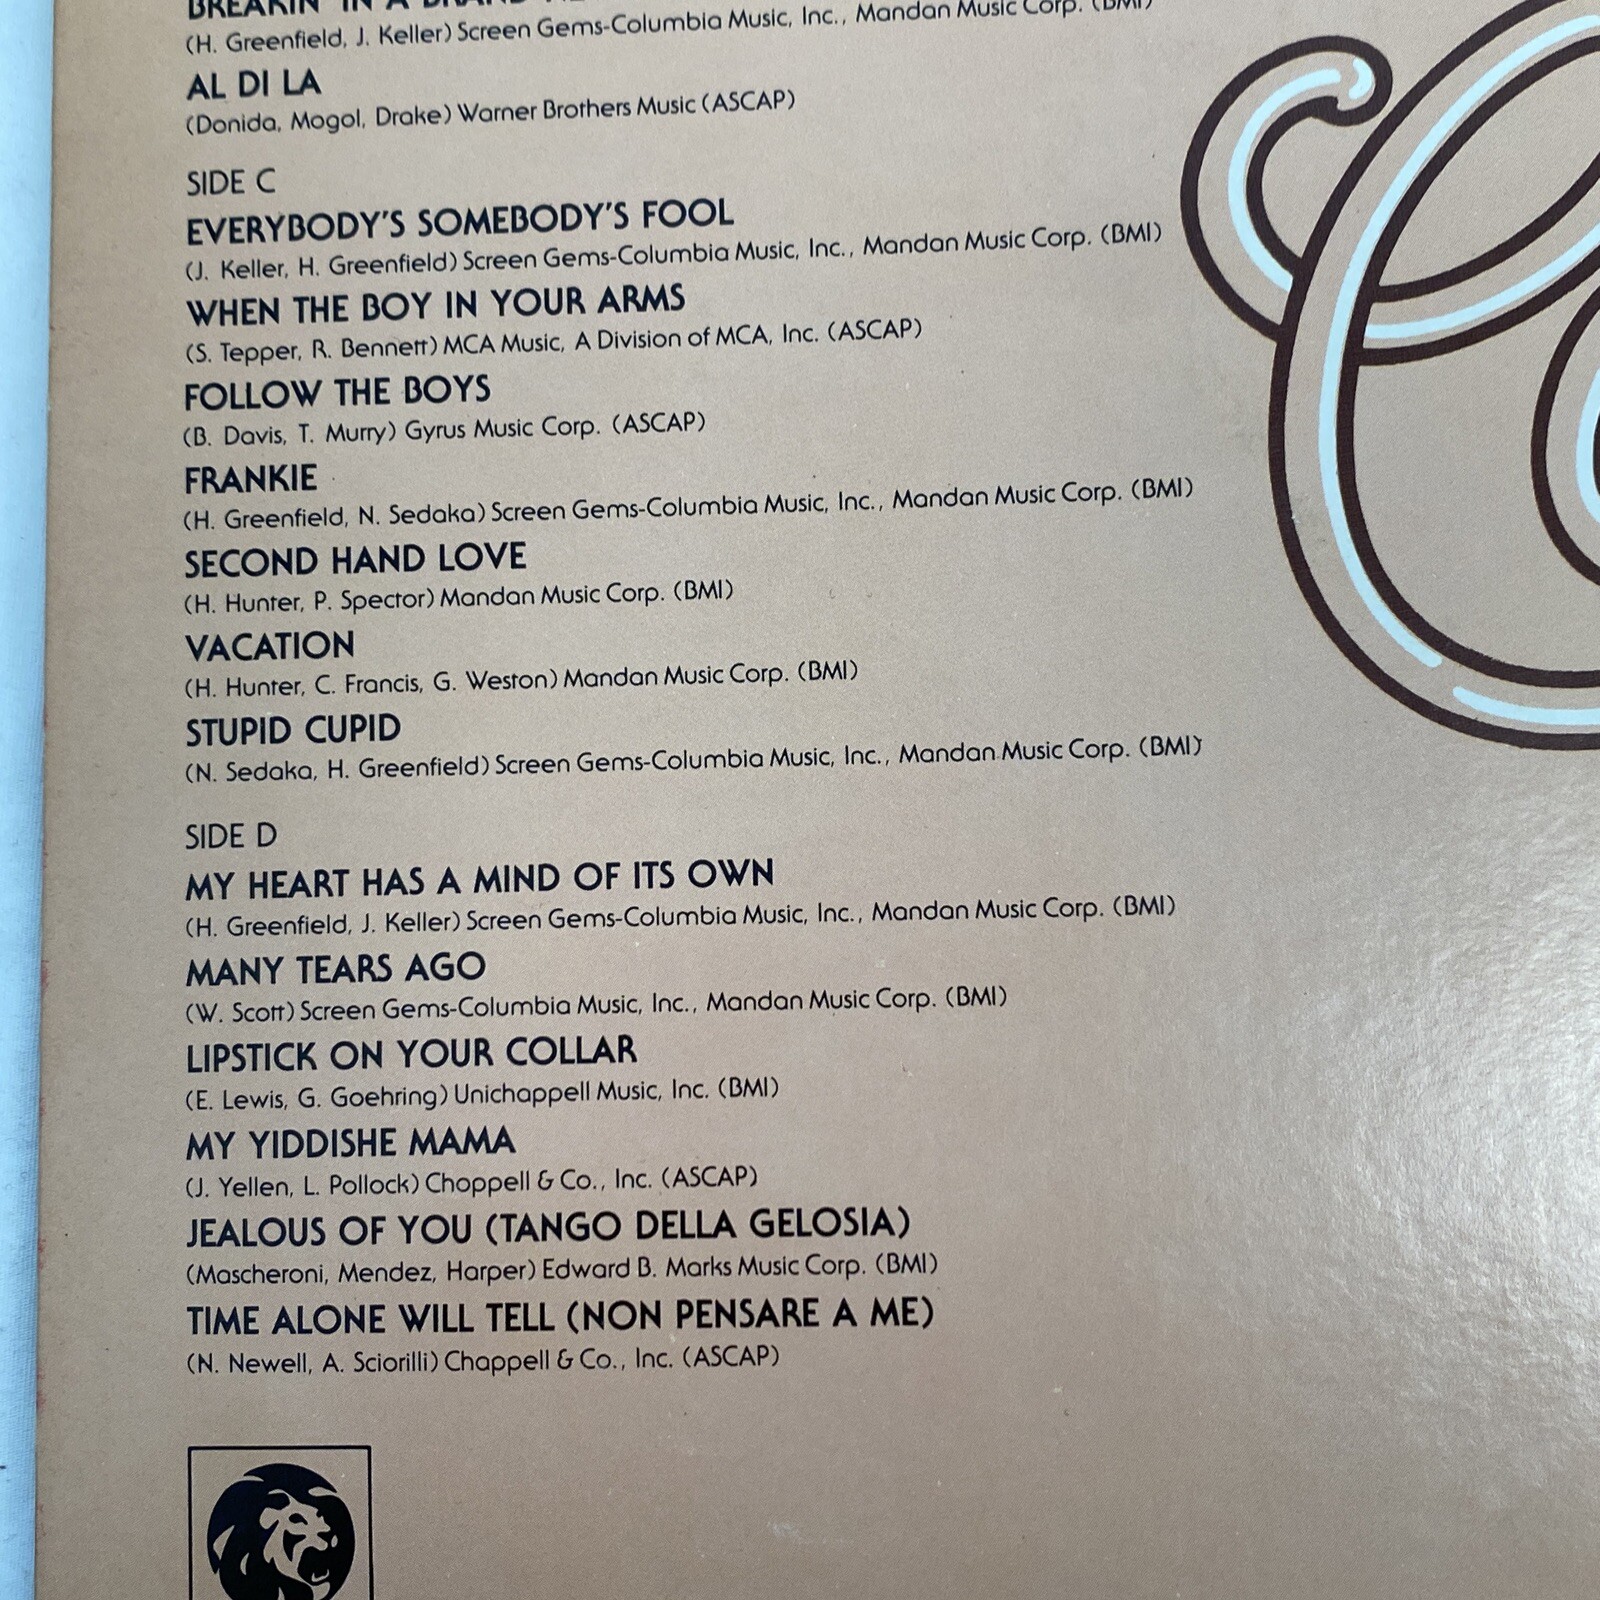 BREAKIN' IN A BRAND
(H. Greenfield, J. Keller) Screen Gems-Columbia Music, Inc., Mandan Music Corp. (BMI)
AL DI LA
(Donida, Mogol, Drake) Warner Brothers Music (ASCAP)
SIDE C
EVERYBODY'S SOMEBODY'S FOOL
(J. Keller, H. Greenfield) Screen Gems-Columbia Music, Inc., Mandan Music Corp. (BMI)
WHEN THE BOY IN YOUR ARMS
(S. Tepper, R. Bennett) MCA Music, A Division of MCA, Inc. (ASCAP)
FOLLOW THE BOYS
(B. Davis, T. Murry) Gyrus Music Corp. (ASCAP)
FRANKIE
(H. Greenfield, N. Sedaka) Screen Gems-Columbia Music, Inc., Mandan Music Corp. (BMI)
SECOND HAND LOVE
(H. Hunter, P. Spector) Mandan Music Corp. (BMI)
VACATION
(H. Hunter, C. Francis, G. Weston) Mandan Music Corp. (BMI)
STUPID CUPID
(N. Sedaka, H. Greenfield) Screen Gems-Columbia Music, Inc., Mandan Music Corp. (BMI)
SIDE D
MY HEART HAS A MIND OF ITS OWN
(H. Greenfield, J. Keller) Screen Gems-Columbia Music, Inc., Mandan Music Corp. (BMI)
MANY TEARS AGO
(W. Scott) Screen Gems-Columbia Music, Inc., Mandan Music Corp. (BMI)
LIPSTICK ON YOUR COLLAR
(E. Lewis, G. Goehring) Unichappell Music, Inc. (BMI)
MY YIDDISHE MAMA
(J. Yellen, L. Pollock) Choppell & Co., Inc. (ASCAP)
JEALOUS OF YOU (TANGO DELLA GELOSIA)
(Mascheroni, Mendez, Harper) Edward B. Marks Music Corp. (BMI)
TIME ALONE WILL TELL (NON PENSARE A ME)
(N. Newell, A. Sciorilli) Chappell & Co., Inc. (ASCAP)